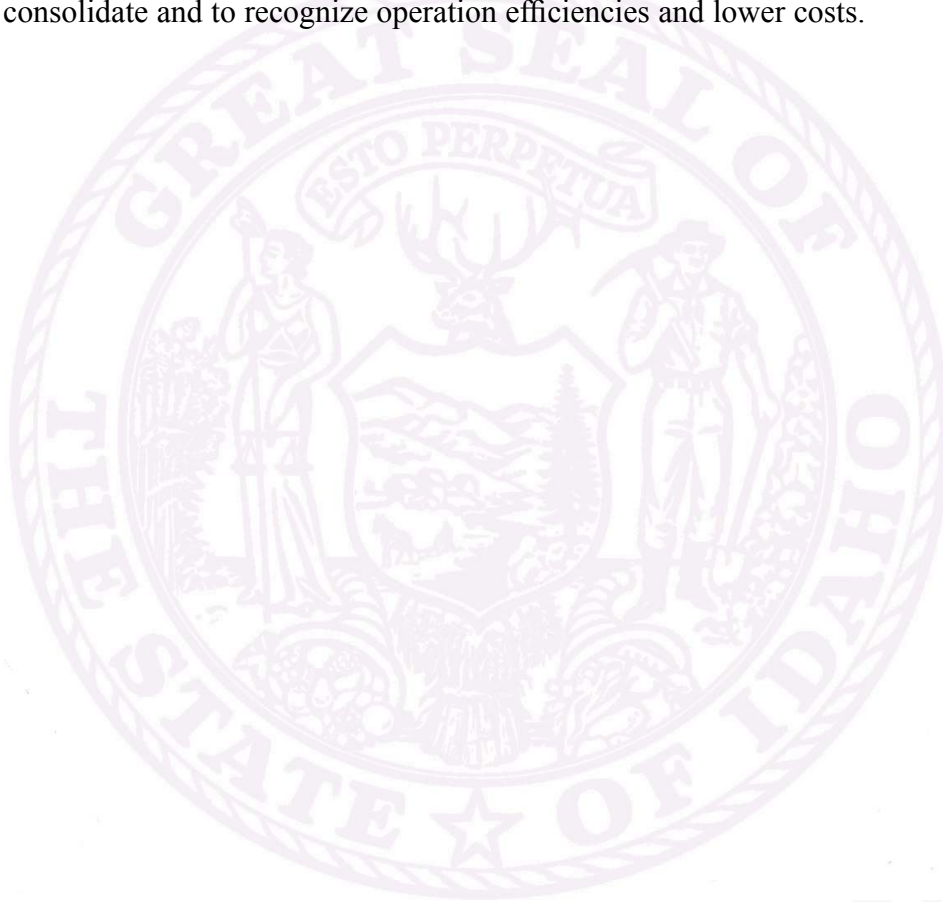 consolidate and to recognize operation efficiencies and lower costs.
GREAT SEAL OF
ESTO PERPETUA
THE STATE OF IDAHO